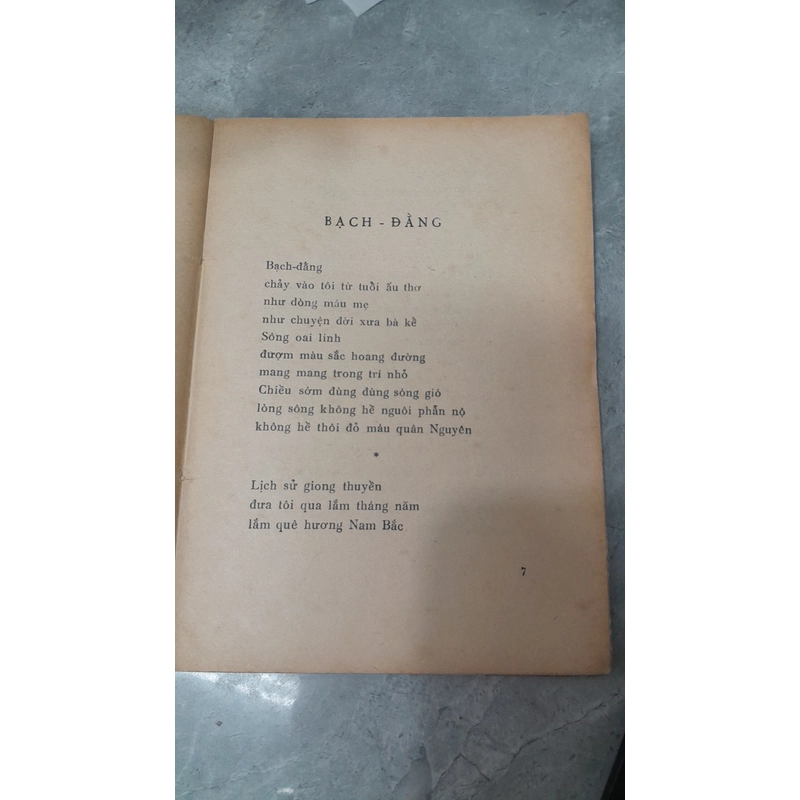 BẠCH - ĐẰNG
Bạch-đằng
chảy vào tôi từ tuổi ấu thơ
như dòng máu mẹ
như chuyện đời xưa bà kể
Sông oai linh
đượm màu sắc hoang đường
mang mang trong trí nhỏ
Chiều sớm đùng đùng sóng gió
lòng sông không hề nguôi phẫn nộ
không hề thôi đỏ máu quân Nguyên
*
Lịch sử giong thuyền
đưa tôi qua lắm tháng năm
lắm quê hương Nam Bắc
7